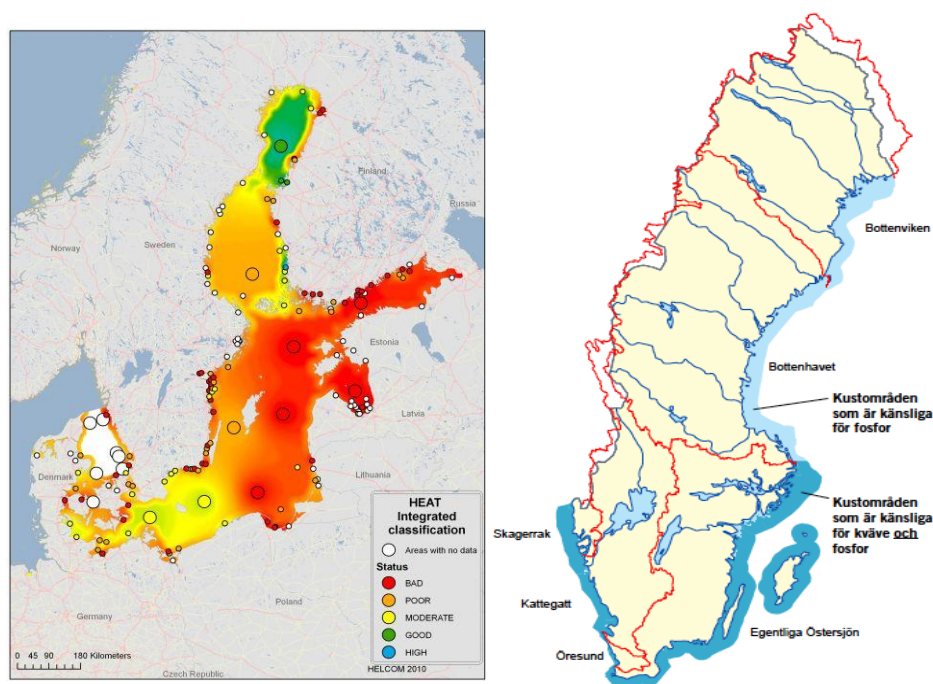 Finland
Russia
Norway
Sweden
Estonia
Latvia
Denmark
Lithuania
HEAT
Integrated
classification
Areas with no data
Status
BAD
POOR
MODERATE
GOOD
HIGH
Poland
Germany
0 45 90 180 Kilometers
HELCOM 2010
Czech Republic
Bottenviken
Bottenhavet
Kustområden
som är känsliga
för fosfor
Kustområden
som är känsliga
för kväve och
fosfor
Skagerrak
Kattegatt
Egentliga Östersjön
Öresund